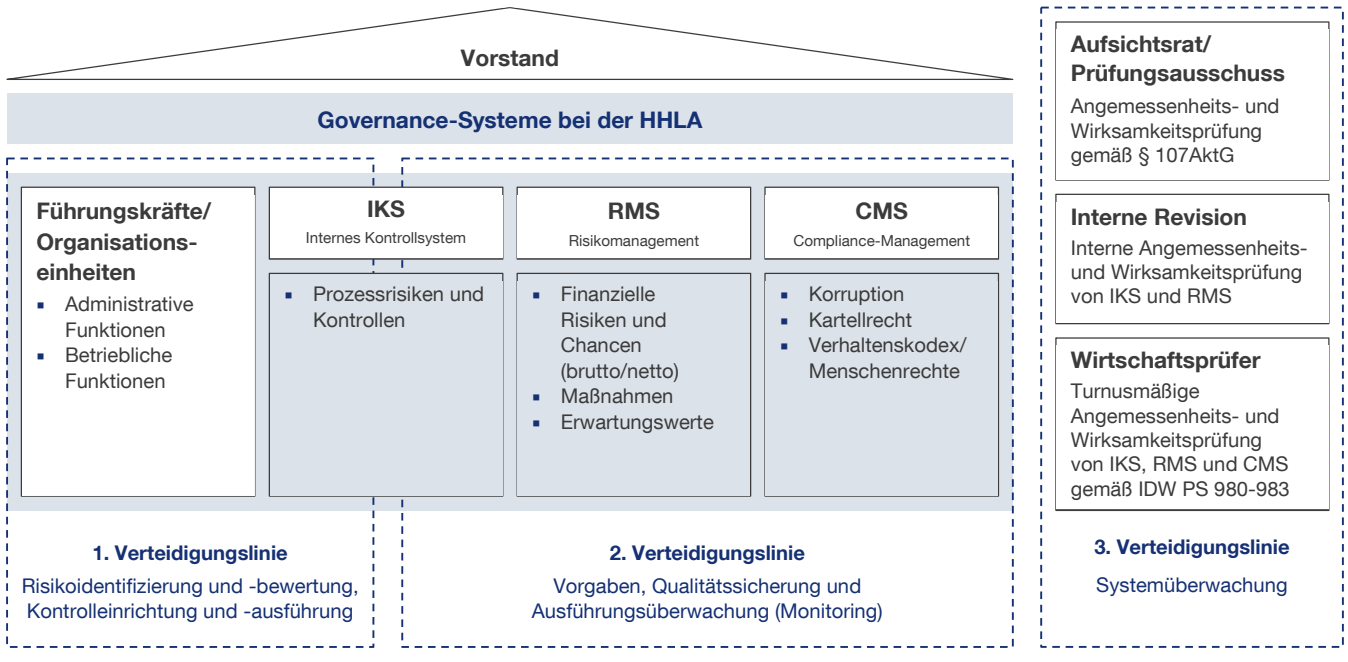 Vorstand
Governance-Systeme bei der HHLA
Führungskräfte/
Organisations-
einheiten
▪ Administrative
Funktionen
▪ Betriebliche
Funktionen
IKS
Internes Kontrollsystem
▪ Prozessrisiken und
Kontrollen
RMS
Risikomanagement
▪ Finanzielle
Risiken und
Chancen
(brutto/netto)
▪ Maßnahmen
▪ Erwartungswerte
CMS
Compliance-Management
▪ Korruption
▪ Kartellrecht
▪ Verhaltenskodex/
Menschenrechte
1. Verteidigungslinie
Risikoidentifizierung und -bewertung,
Kontrolleinrichtung und -ausführung
2. Verteidigungslinie
Vorgaben, Qualitätssicherung und
Ausführungsüberwachung (Monitoring)
Aufsichtsrat/
Prüfungsausschuss
Angemessenheits- und
Wirksamkeitsprüfung
gemäß § 107AktG
Interne Revision
Interne Angemessenheits-
und Wirksamkeitsprüfung
von IKS und RMS
Wirtschaftsprüfer
Turnusmäßige
Angemessenheits- und
Wirksamkeitsprüfung
von IKS, RMS und CMS
gemäß IDW PS 980-983
3. Verteidigungslinie
Systemüberwachung